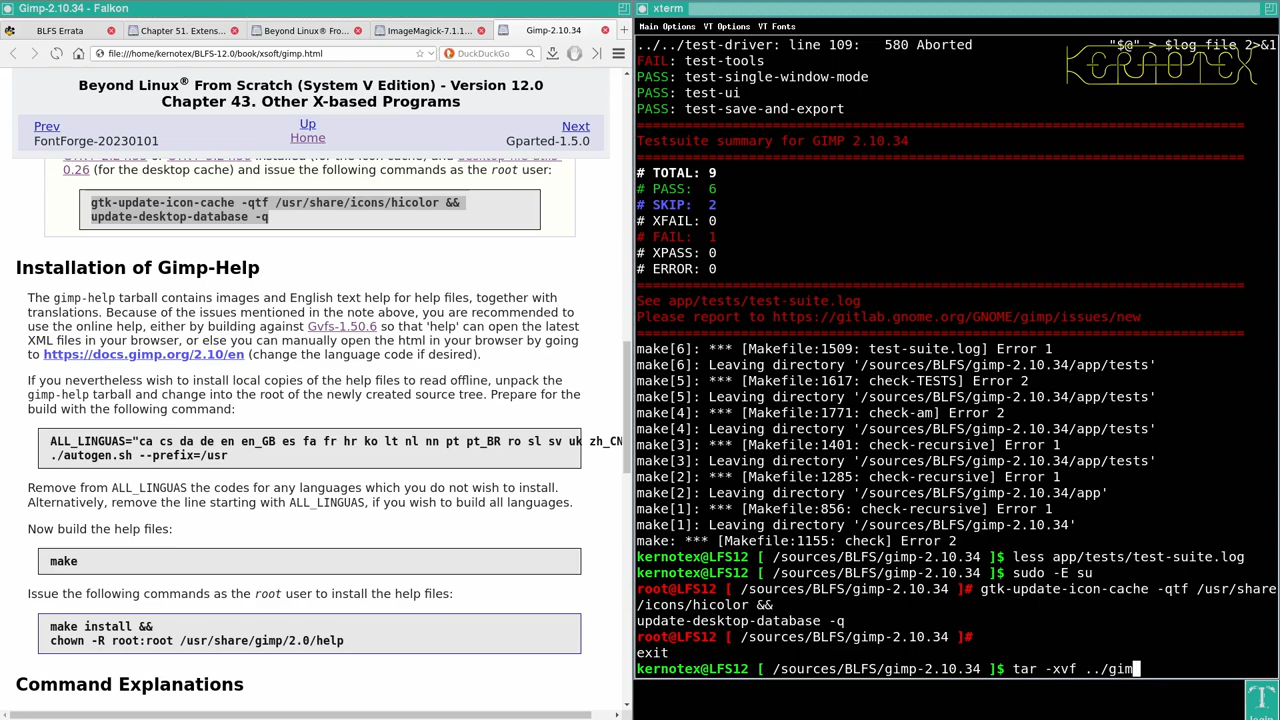 Gimp-2.10.34 - Falkon
BLFS Errata
Chapter 51. Extens...
Beyond Linux® Fro...
ImageMagick-7.1.1...
Gimp-2.10.34
file:///home/kernotex/BLFS-12.0/book/xsoft/gimp.html
DuckDuckGo
Beyond Linux® From Scratch (System V Edition) - Version 12.0
Chapter 43. Other X-based Programs
Prev
Up
Next
FontForge-20230101
Home
Gparted-1.5.0
0.26 (for the desktop cache) and issue the following commands as the root user:
gtk-update-icon-cache -qtf /usr/share/icons/hicolor &&
update-desktop-database -q
Installation of Gimp-Help
The gimp-help tarball contains images and English text help for help files, together with
translations. Because of the issues mentioned in the note above, you are recommended to
use the online help, either by building against Gvfs-1.50.6 so that 'help' can open the latest
XML files in your browser, or else you can manually open the html in your browser by going
to https://docs.gimp.org/2.10/en (change the language code if desired).
If you nevertheless wish to install local copies of the help files to read offline, unpack the
gimp-help tarball and change into the root of the newly created source tree. Prepare for the
build with the following command:
ALL_LINGUAS="ca cs da de en en_GB es fa fr hr ko lt nl nn pt pt_BR ro sl sv uk zh_CN
./autogen.sh --prefix=/usr
Remove from ALL_LINGUAS the codes for any languages which you do not wish to install.
Alternatively, remove the line starting with ALL_LINGUAS, if you wish to build all languages.
Now build the help files:
make
Issue the following commands as the root user to install the help files:
make install &&
chown -R root:root /usr/share/gimp/2.0/help
Command Explanations
xterm
Main Options VT Options VT Fonts
../../test-driver: line 109: 580 Aborted "$@" > $log_file 2>&1
KERNOTEX
FAIL: test-tools
PASS: test-single-window-mode
PASS: test-ui
PASS: test-save-and-export
============================================================================
Testsuite summary for GIMP 2.10.34
============================================================================
# TOTAL: 9
# PASS: 6
# SKIP: 2
# XFAIL: 0
# FAIL: 1
# XPASS: 0
# ERROR: 0
============================================================================
See app/tests/test-suite.log
Please report to https://gitlab.gnome.org/GNOME/gimp/issues/new
============================================================================
make[6]: *** [Makefile:1509: test-suite.log] Error 1
make[6]: Leaving directory '/sources/BLFS/gimp-2.10.34/app/tests'
make[5]: *** [Makefile:1617: check-TESTS] Error 2
make[5]: Leaving directory '/sources/BLFS/gimp-2.10.34/app/tests'
make[4]: *** [Makefile:1771: check-am] Error 2
make[4]: Leaving directory '/sources/BLFS/gimp-2.10.34/app/tests'
make[3]: *** [Makefile:1401: check-recursive] Error 1
make[3]: Leaving directory '/sources/BLFS/gimp-2.10.34/app/tests'
make[2]: *** [Makefile:1285: check-recursive] Error 1
make[2]: Leaving directory '/sources/BLFS/gimp-2.10.34/app'
make[1]: *** [Makefile:856: check-recursive] Error 1
make[1]: Leaving directory '/sources/BLFS/gimp-2.10.34'
make: *** [Makefile:1155: check] Error 2
kernotex@LFS12 [ /sources/BLFS/gimp-2.10.34 ]$ less app/tests/test-suite.log
kernotex@LFS12 [ /sources/BLFS/gimp-2.10.34 ]$ sudo -E su
root@LFS12 [ /sources/BLFS/gimp-2.10.34 ]# gtk-update-icon-cache -qtf /usr/share
/icons/hicolor &&
update-desktop-database -q
root@LFS12 [ /sources/BLFS/gimp-2.10.34 ]#
exit
kernotex@LFS12 [ /sources/BLFS/gimp-2.10.34 ]$ tar -xvf ../gim
login